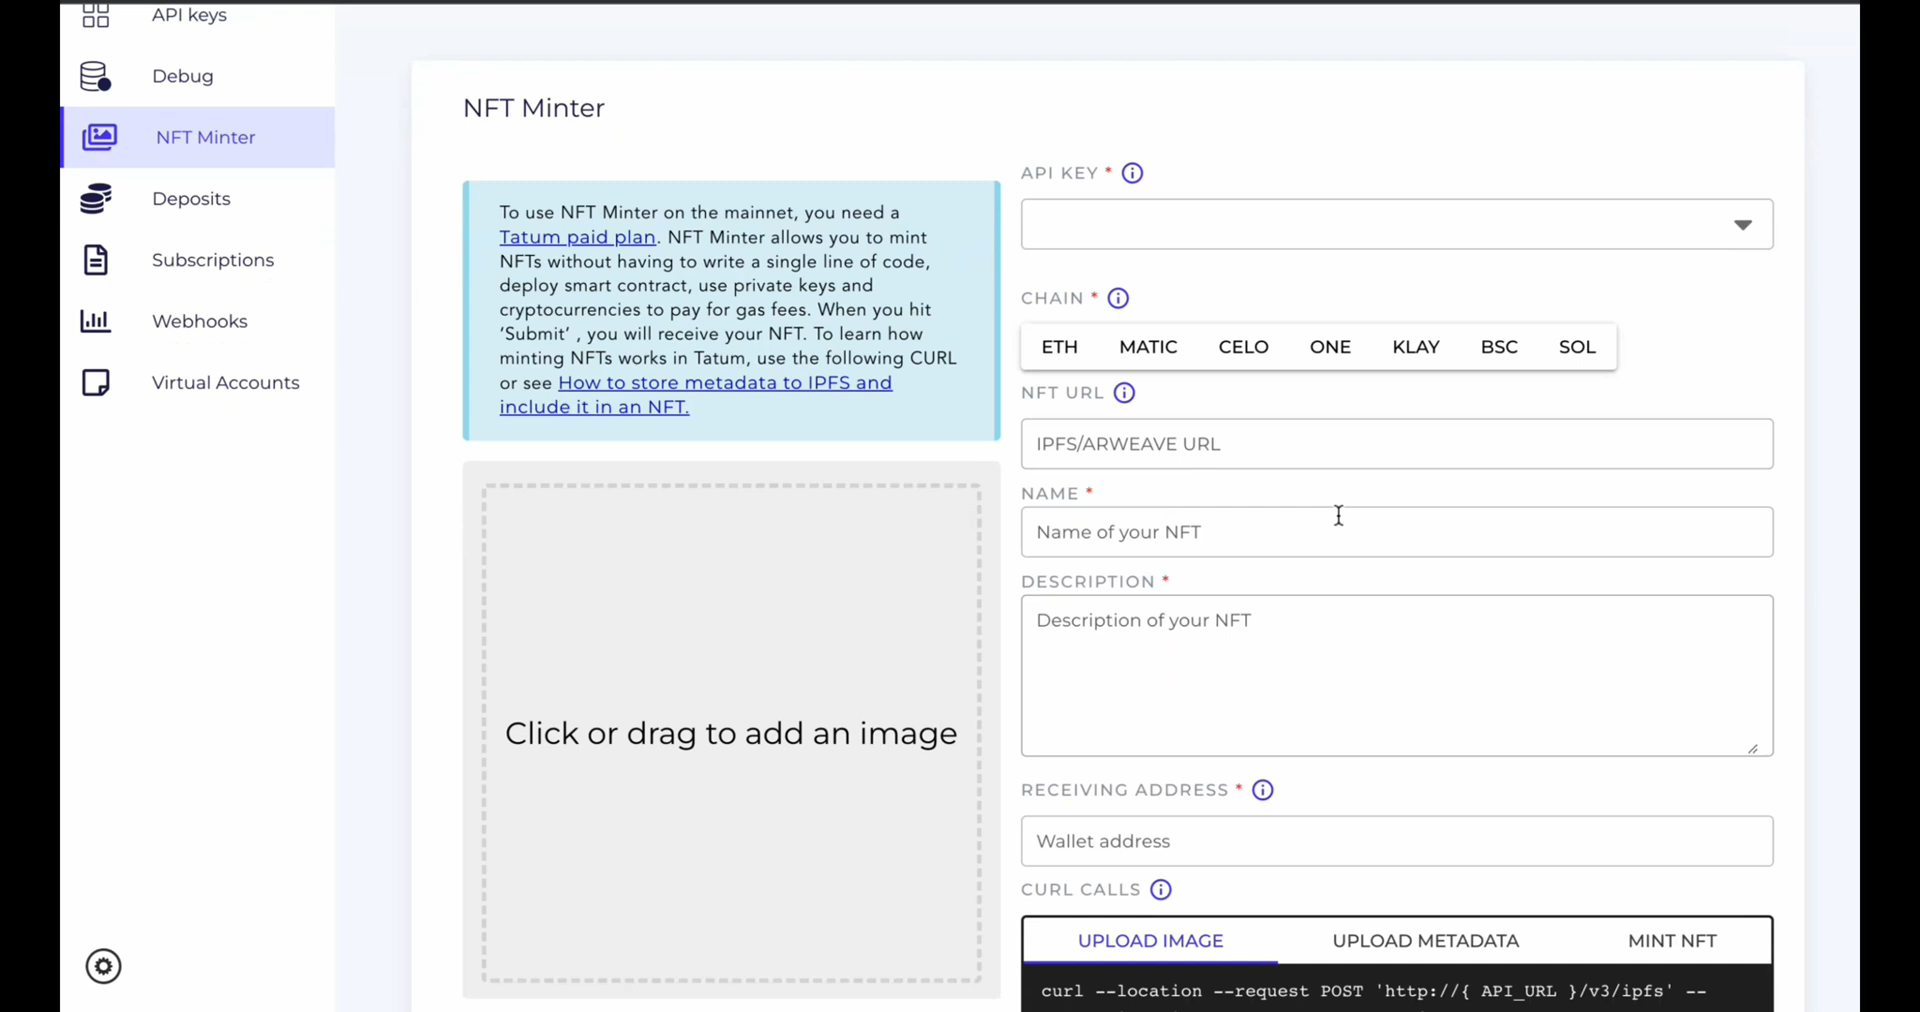 API keys
Debug
NFT Minter
Deposits
Subscriptions
Webhooks
Virtual Accounts
NFT Minter
To use NFT Minter on the mainnet, you need a
Tatum paid plan. NFT Minter allows you to mint
NFTs without having to write a single line of code,
deploy smart contract, use private keys and
cryptocurrencies to pay for gas fees. When you hit
‘Submit’ , you will receive your NFT. To learn how
minting NFTs works in Tatum, use the following CURL
or see How to store metadata to IPFS and
include it in an NFT.
Click or drag to add an image
API KEY *
CHAIN *
ETH MATIC CELO ONE KLAY BSC SOL
NFT URL
IPFS/ARWEAVE URL
NAME *
Name of your NFT
DESCRIPTION *
Description of your NFT
RECEIVING ADDRESS *
Wallet address
CURL CALLS
UPLOAD IMAGE UPLOAD METADATA MINT NFT
curl --location --request POST 'http://{ API_URL }/v3/ipfs' --